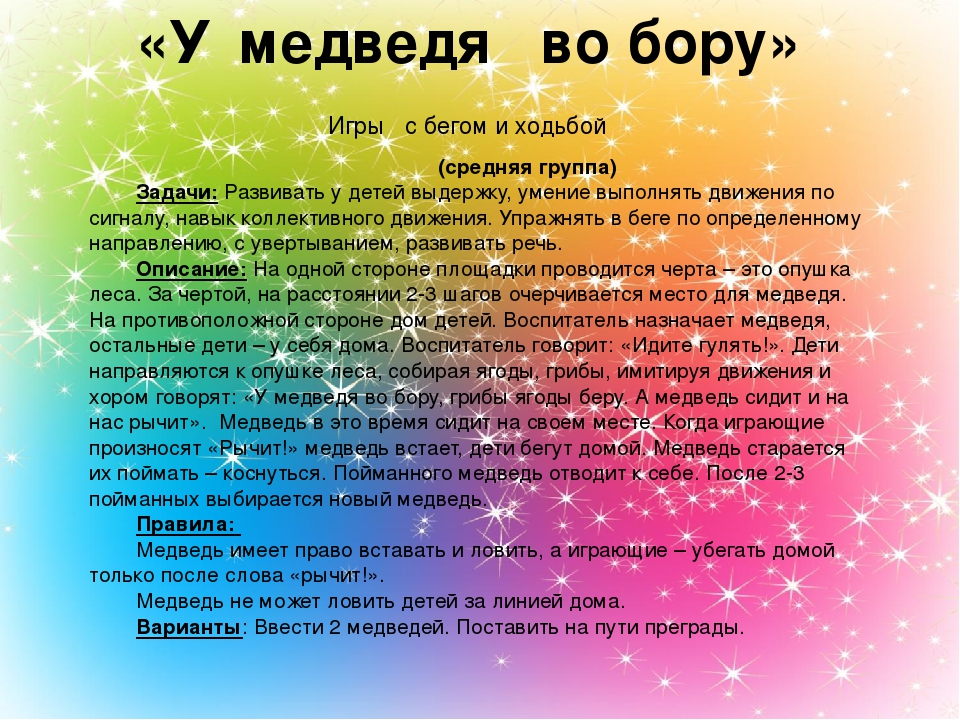 «У медведя во бору»
Игры с бегом и ходьбой
(средняя группа)
Задачи: Развивать у детей выдержку, умение выполнять движения по
сигналу, навык коллективного движения. Упражнять в беге по определенному
направлению, с увертыванием, развивать речь.
Описание: На одной стороне площадки проводится черта – это опушка
леса. За чертой, на расстоянии 2-3 шагов очерчивается место для медведя.
На противоположной стороне дом детей. Воспитатель назначает медведя,
остальные дети – у себя дома. Воспитатель говорит: «Идите гулять!». Дети
направляются к опушке леса, собирая ягоды, грибы, имитируя движения и
хором говорят: «У медведя во бору, грибы ягоды беру. А медведь сидит и на
нас рычит». Медведь в это время сидит на своем месте. Когда играющие
произносят «Рычит!» медведь встает, дети бегут домой. Медведь старается
их поймать – коснуться. Пойманного медведь отводит к себе. После 2-3
пойманных выбирается новый медведь.
Правила:
Медведь имеет право вставать и ловить, а играющие – убегать домой
только после слова «рычит!».
Медведь не может ловить детей за линией дома.
Варианты: Ввести 2 медведей. Поставить на пути преграды.